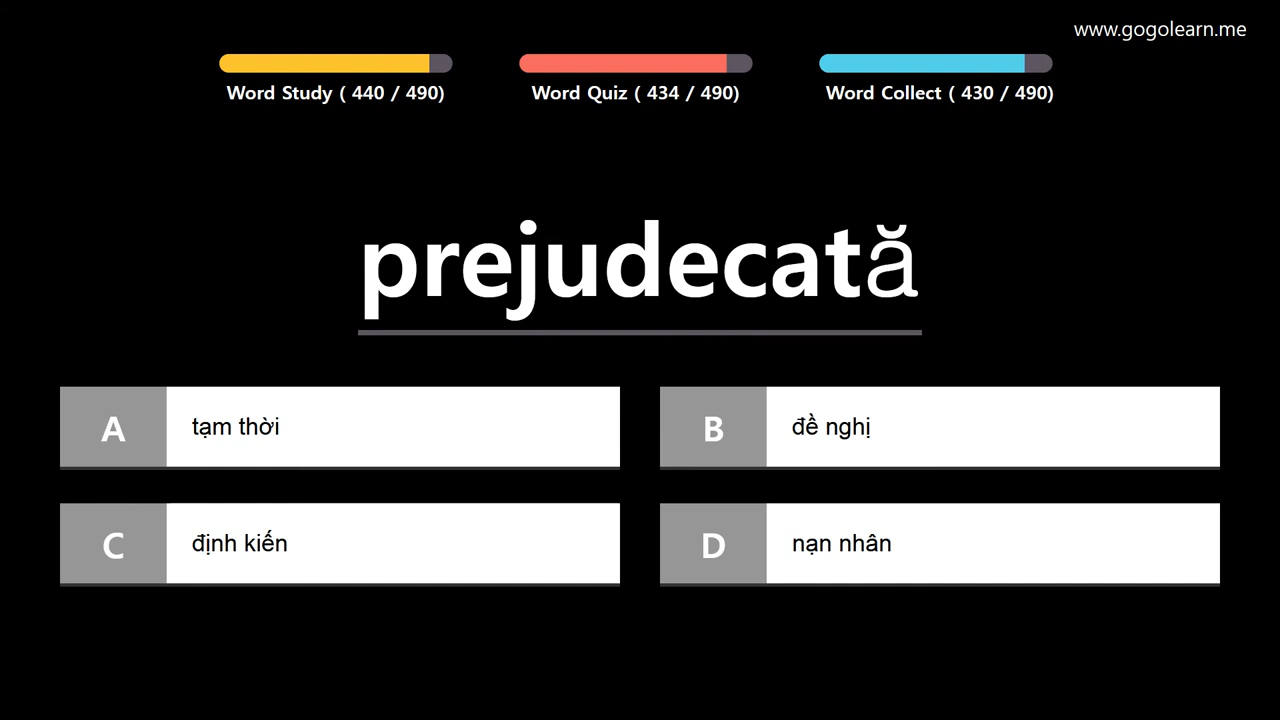 www.gogolearn.me
Word Study ( 440 / 490)
Word Quiz ( 434 / 490)
Word Collect ( 430 / 490)
prejudecată
A
tạm thời
B
đề nghị
C
định kiến
D
nạn nhân